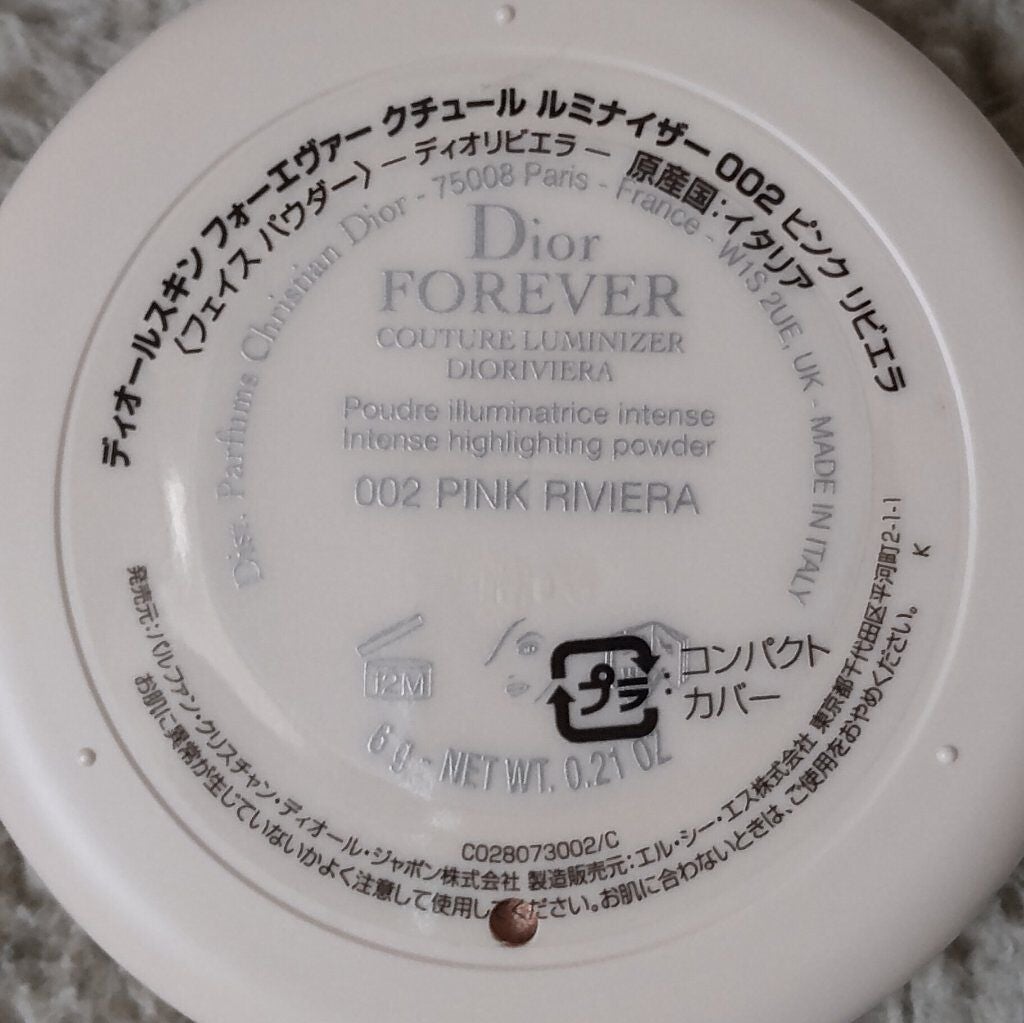 ディオールスキン フォーエヴァー クチュール ルミナイザー 002 ピンク リビエラ
〈フェイス パウダー〉 ― ディオリビエラ ― 原産国：イタリア
Dist. Parfums Christian Dior - 75008 Paris - France - W1S 2UE, UK - MADE IN ITALY
Dior
FOREVER
COUTURE LUMINIZER
DIORIVIERA
Poudre illuminatrice intense
Intense highlighting powder
002 PINK RIVIERA
12M
プラ：コンパクト
カバー
6 g - NET WT. 0.21 OZ
C028073002/C
発売元：パルファン・クリスチャン・ディオール・ジャポン株式会社 製造販売元：エル・シー・エス株式会社 東京都千代田区平河町2-1-1
お肌に異常が生じていないかよく注意して使用してください。お肌に合わないときは、ご使用をおやめください。
K